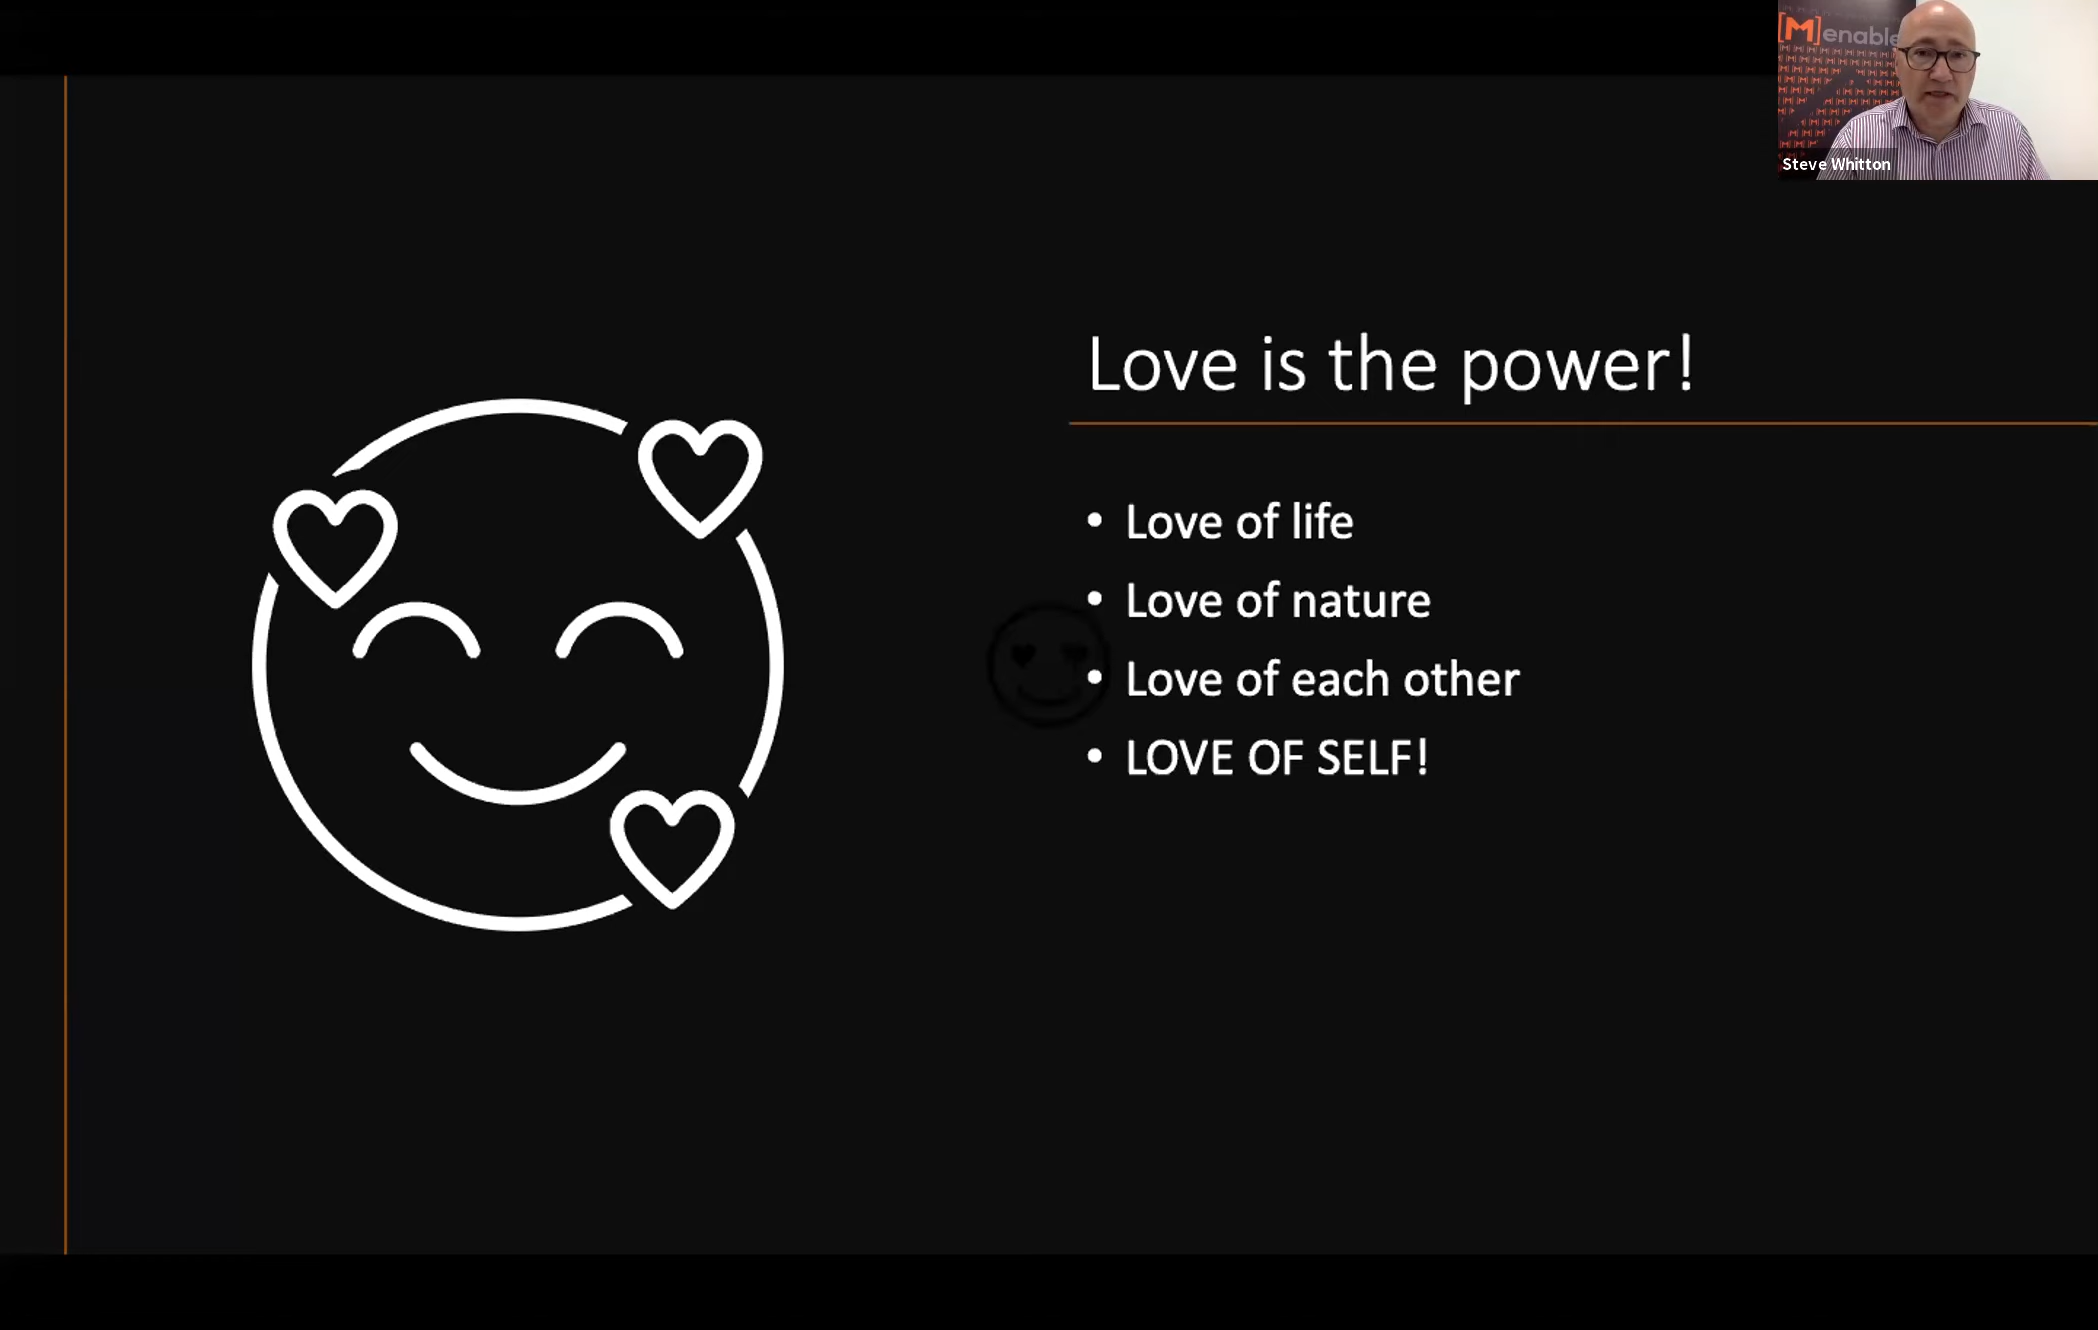 [M]enable
Steve Whitton
Love is the power!
• Love of life
• Love of nature
• Love of each other
• LOVE OF SELF!